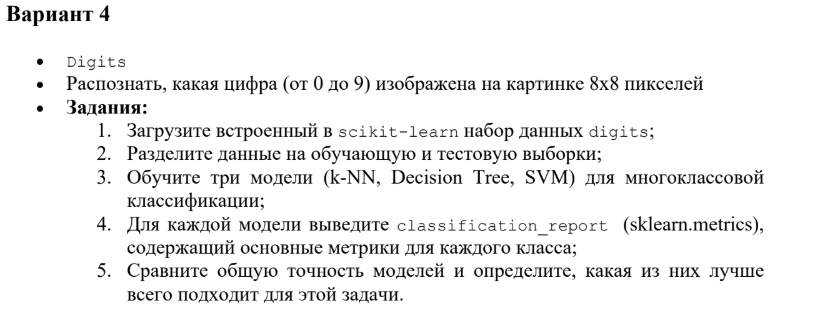 Вариант 4
• Digits
• Распознать, какая цифра (от 0 до 9) изображена на картинке 8x8 пикселей
• Задания:
1. Загрузите встроенный в scikit-learn набор данных digits;
2. Разделите данные на обучающую и тестовую выборки;
3. Обучите три модели (k-NN, Decision Tree, SVM) для многоклассовой
классификации;
4. Для каждой модели выведите classification_report (sklearn.metrics),
содержащий основные метрики для каждого класса;
5. Сравните общую точность моделей и определите, какая из них лучше
всего подходит для этой задачи.